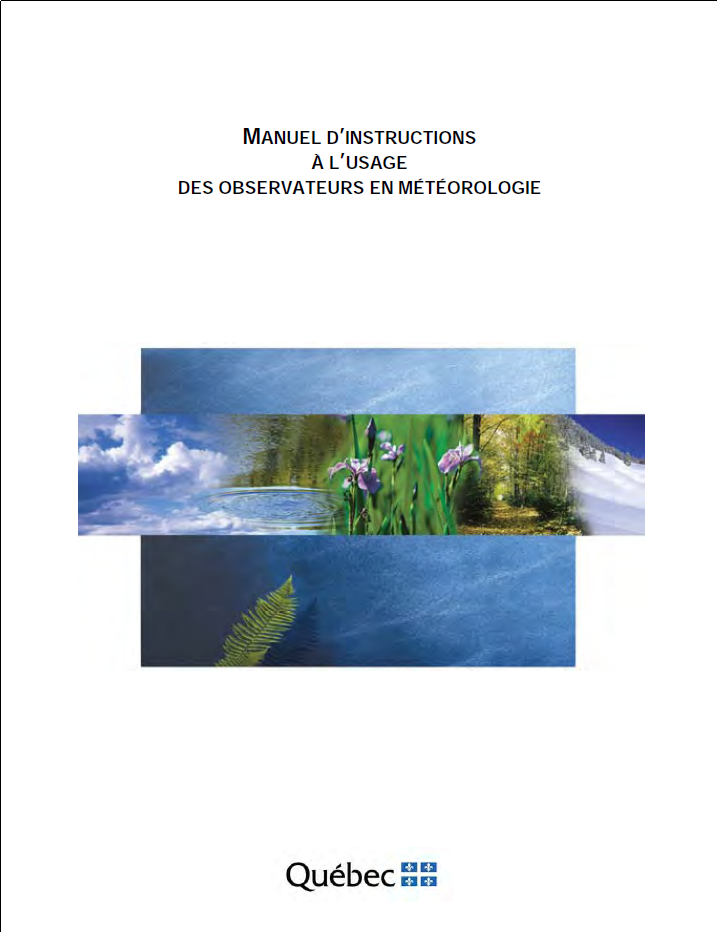 MANUEL D'INSTRUCTIONS
À L'USAGE
DES OBSERVATEURS EN MÉTÉOROLOGIE
Québec